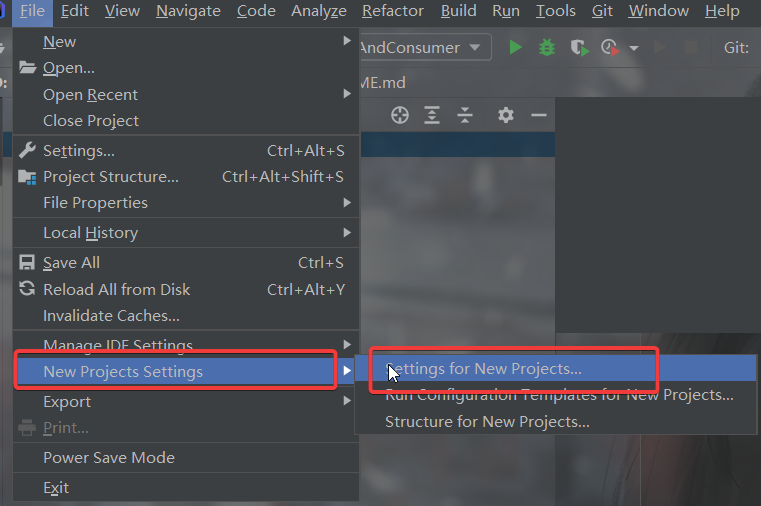 File Edit View Navigate Code Analyze Refactor Build Run Tools Git Window Help
New
AndConsumer
Git:
Open...
ME.md
Open Recent
Close Project
Settings... Ctrl+Alt+S
Project Structure... Ctrl+Alt+Shift+S
File Properties
Local History
Save All Ctrl+S
Reload All from Disk Ctrl+Alt+Y
Invalidate Caches...
Manage IDE Settings
New Projects Settings
Settings for New Projects...
Run Configuration Templates for New Projects...
Structure for New Projects...
Export
Print...
Power Save Mode
Exit